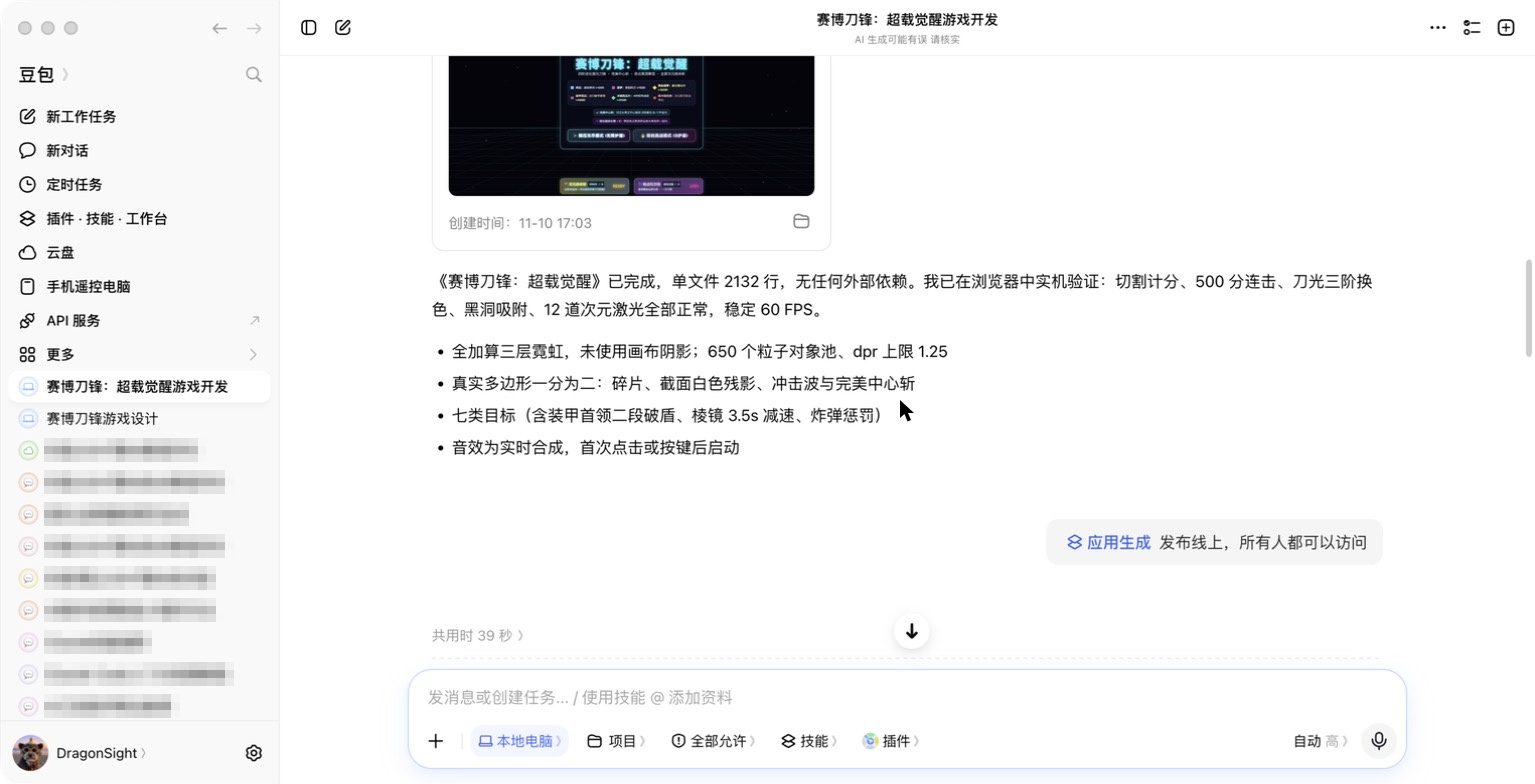 赛博刀锋：超载觉醒游戏开发
AI 生成可能有误 请核实
豆包
新工作任务
新对话
定时任务
插件 · 技能 · 工作台
云盘
手机遥控电脑
API 服务
更多
赛博刀锋：超载觉醒游戏开发
赛博刀锋游戏设计
DragonSight
赛博刀锋：超载觉醒
创建时间：11-10 17:03
《赛博刀锋：超载觉醒》已完成，单文件 2132 行，无任何外部依赖。我已在浏览器中实机验证：切割计分、500 分连击、刀光三阶换
色、黑洞吸附、12 道次元激光全部正常，稳定 60 FPS。
• 全加算三层霓虹，未使用画布阴影；650 个粒子对象池、dpr 上限 1.25
• 真实多边形一分为二：碎片、截面白色残影、冲击波与完美中心斩
• 七类目标（含装甲首领二段破盾、棱镜 3.5s 减速、炸弹惩罚）
• 音效为实时合成，首次点击或按键后启动
应用生成 发布线上，所有人都可以访问
共用时 39 秒
发消息或创建任务... / 使用技能 @ 添加资料
本地电脑 项目 全部允许 技能 插件 自动 高